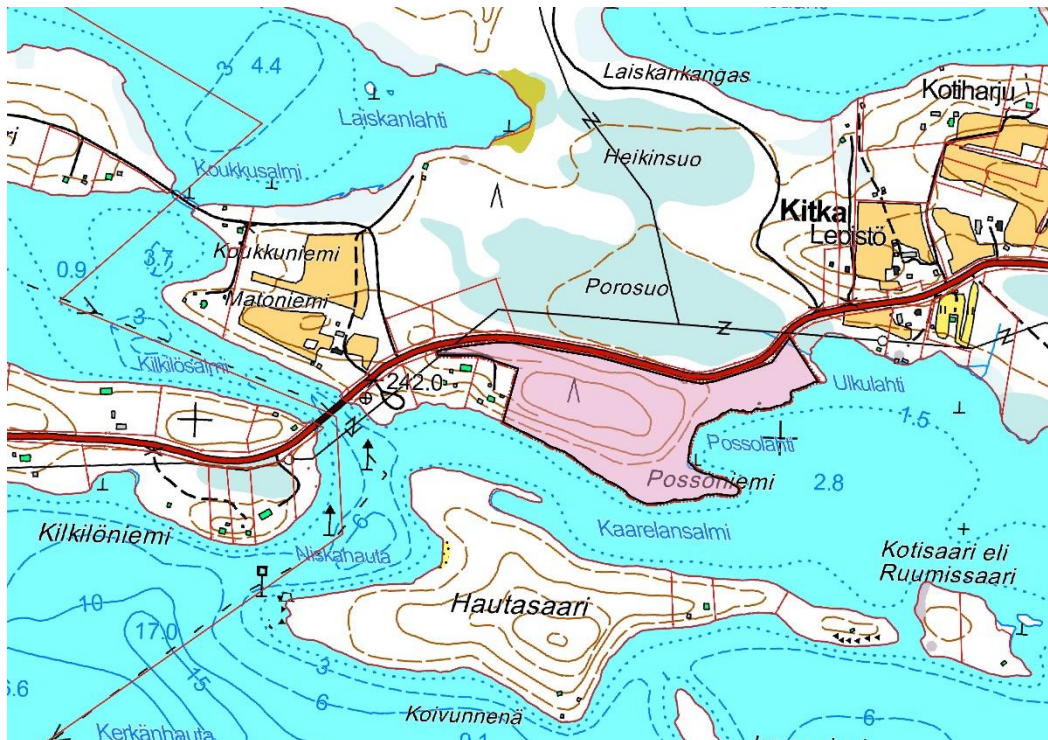 3
4.4
Laiskanlahti
Laiskankangas
Kotiharju
Heikinsuo
Koukkusalmi
Kitka
Lepistö
Koukkuniemi
3.7
0.9
Porosuo
Matoniemi
3
Kilkilösalmi
242.0
Ulkulahti
1.5
Possolahti
Possoniemi
2.8
Kaarelansalmi
Kilkilöniemi
6
Niskahauta
Kotisaari eli
Ruumissaari
Hautasaari
10
17.0
15
3
6
Koivunnenä
6
Kerkänhauta